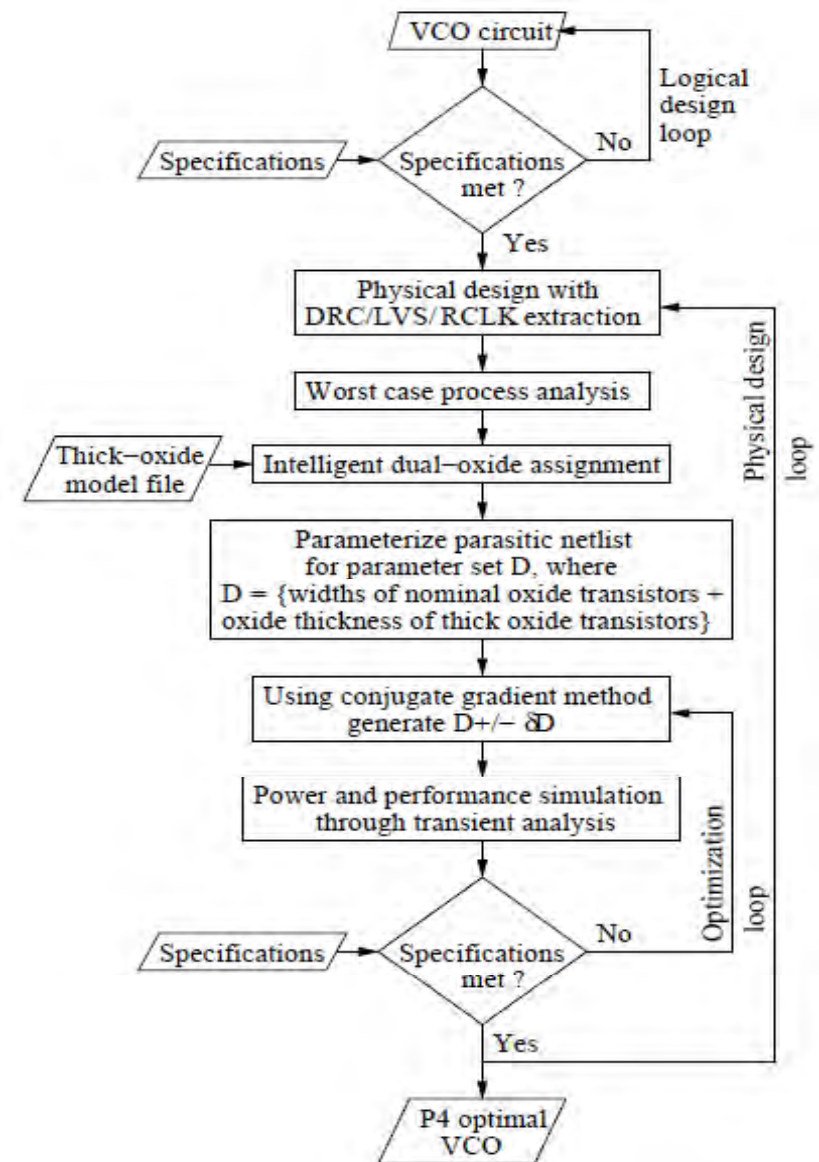 VCO circuit
Logical
design
loop
No
Specifications
Specifications
met ?
Yes
Physical design with
DRC/LVS/RCLK extraction
Worst case process analysis
Physical design
loop
Thick−oxide
model file
Intelligent dual−oxide assignment
Parameterize parasitic netlist
for parameter set D, where
D = {widths of nominal oxide transistors +
oxide thickness of thick oxide transistors}
Using conjugate gradient method
generate D+/− δD
Power and performance simulation
through transient analysis
Optimization
loop
No
Specifications
Specifications
met ?
Yes
P4 optimal
VCO